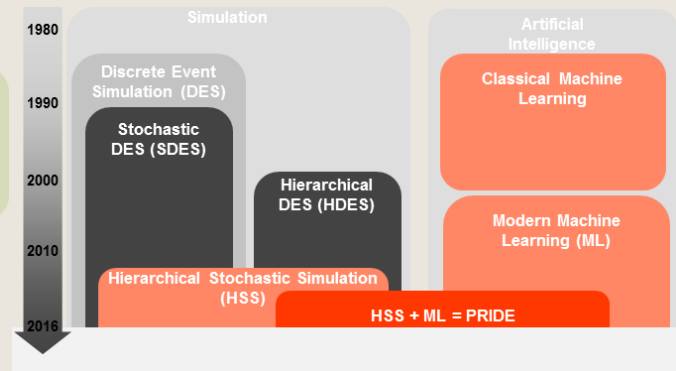 Simulation
Artificial
Intelligence
1980
Discrete Event
Simulation (DES)
Classical Machine
Learning
1990
Stochastic
DES (SDES)
2000
Hierarchical
DES (HDES)
Modern Machine
Learning (ML)
2010
Hierarchical Stochastic Simulation
(HSS)
HSS + ML = PRIDE
2016